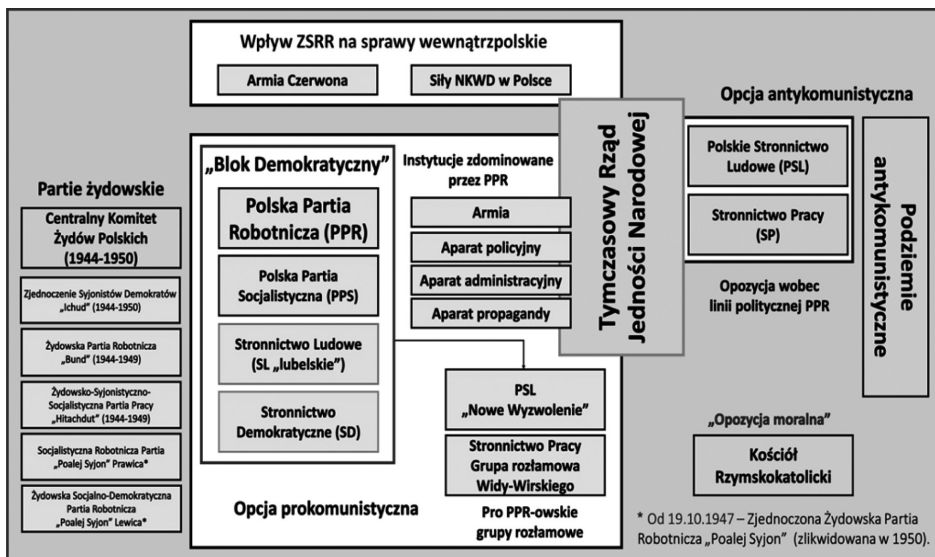 Wpływ ZSRR na sprawy wewnątrzpolskie
Armia Czerwona
Siły NKWD w Polsce
Partie żydowskie
Centralny Komitet
Żydów Polskich
(1944-1950)
Zjednoczenie Syjonistów Demokratów
„Ichud” (1944-1950)
Żydowska Partia Robotnicza
„Bund” (1944-1949)
Żydowsko-Syjonistyczno-
Socjalistyczna Partia Pracy
„Hitachdut” (1944-1949)
Socjalistyczna Robotnicza Partia
„Poalej Syjon” Prawica*
Żydowska Socjalno-Demokratyczna
Partia Robotnicza
„Poalej Syjon” Lewica*
„Blok Demokratyczny”
Polska Partia
Robotnicza (PPR)
Polska Partia
Socjalistyczna (PPS)
Stronnictwo Ludowe
(SL „lubelskie”)
Stronnictwo
Demokratyczne (SD)
Opcja prokomunistyczna
Instytucje zdominowane
przez PPR
Armia
Aparat policyjny
Aparat administracyjny
Aparat propagandy
PSL
„Nowe Wyzwolenie”
Stronnictwo Pracy
Grupa rozłamowa
Widy-Wirskiego
Pro PPR-owskie
grupy rozłamowe
Tymczasowy Rząd
Jedności Narodowej
Opcja antykomunistyczna
Polskie Stronnictwo
Ludowe (PSL)
Stronnictwo Pracy
(SP)
Opozycja wobec
linii politycznej PPR
Podziemie
antykomunistyczne
„Opozycja moralna”
Kościół
Rzymskokatolicki
* Od 19.10.1947 – Zjednoczona Żydowska Partia
Robotnicza „Poalej Syjon” (zlikwidowana w 1950).